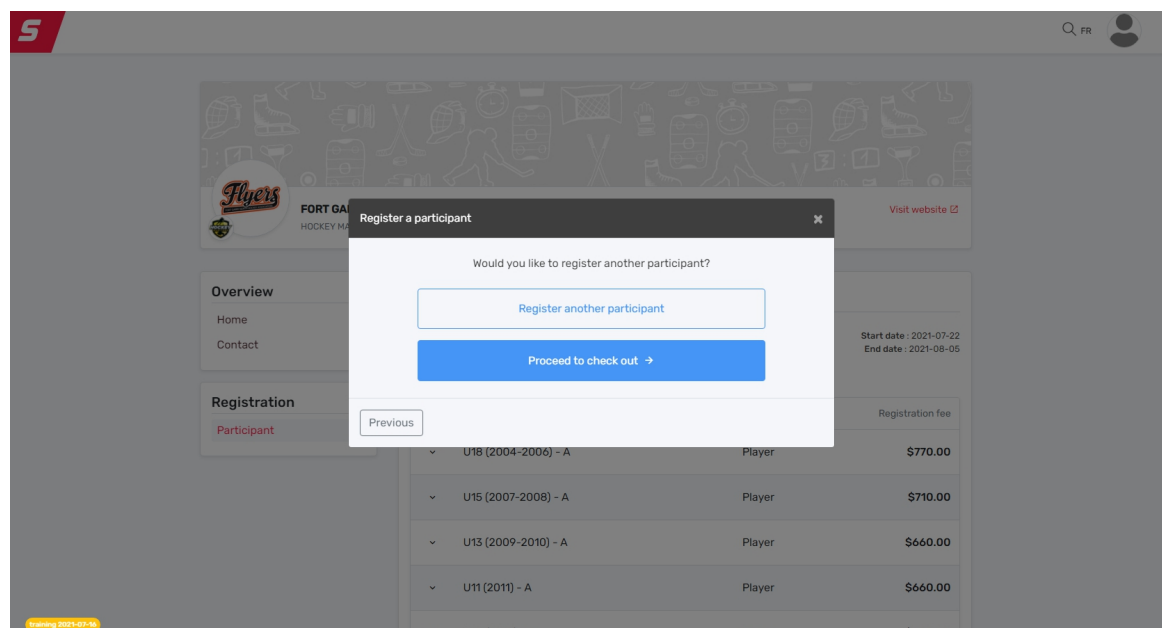 S
FR
Flyers
FORT GA
HOCKEY MA
Visit website
Register a participant
Would you like to register another participant?
Register another participant
Proceed to check out →
Previous
Overview
Home
Contact
Registration
Participant
Start date : 2021-07-22
End date : 2021-08-05
Registration fee
U18 (2004-2006) - A Player $770.00
U15 (2007-2008) - A Player $710.00
U13 (2009-2010) - A Player $660.00
U11 (2011) - A Player $660.00
training 2021-07-16